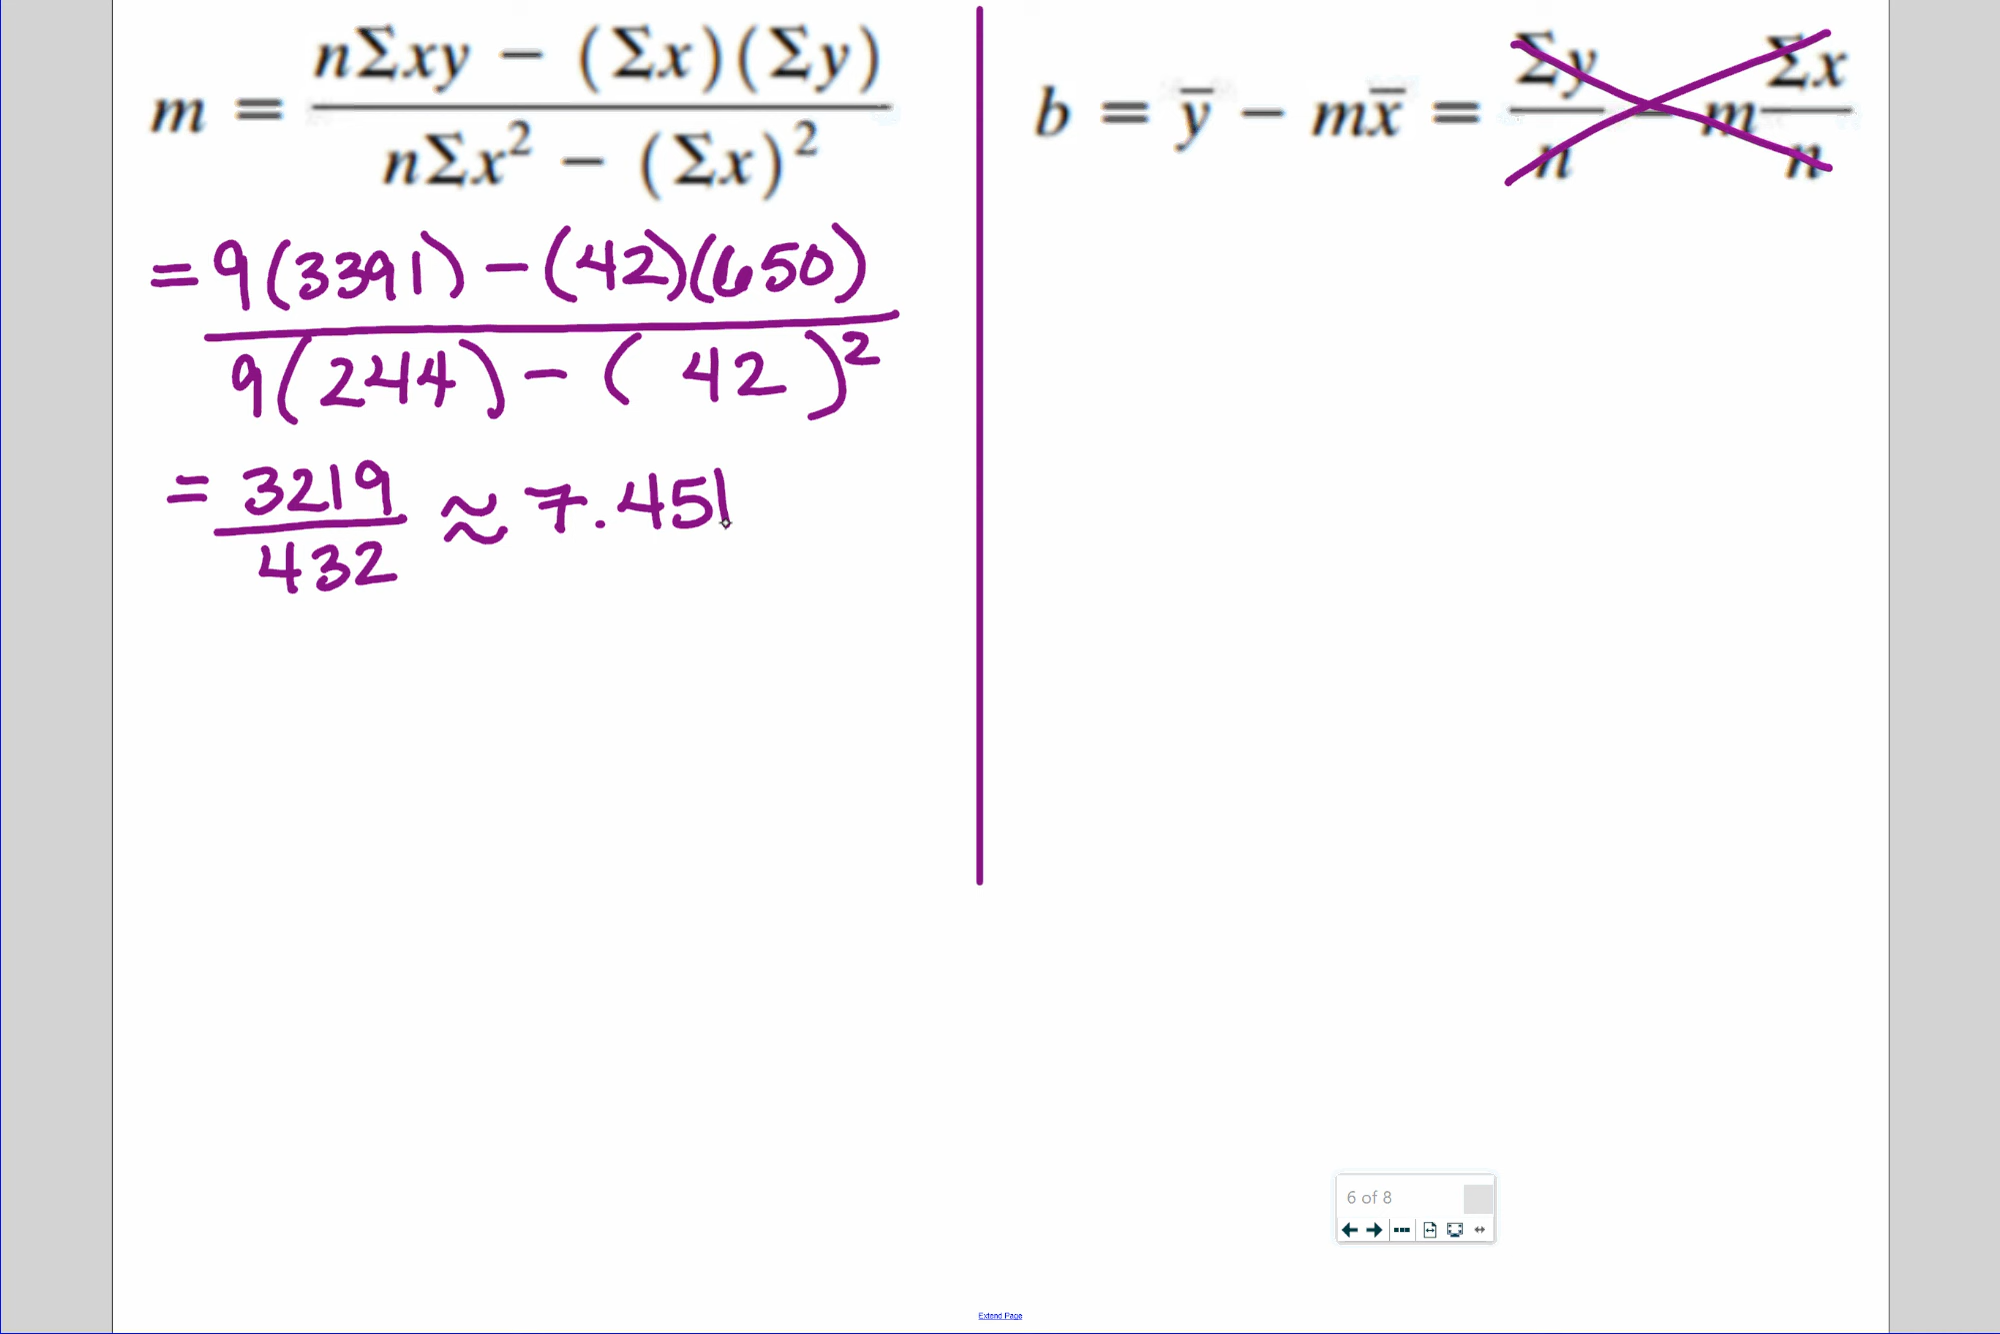 m = nΣxy − (Σx)(Σy) / nΣx² − (Σx)²
= 9(3391) − (42)(650) / 9(244) − (42)²
= 3219 / 432 ≈ 7.451
b = y̅ − mx̅ = Σy/n − m Σx/n
6 of 8
Extend Page